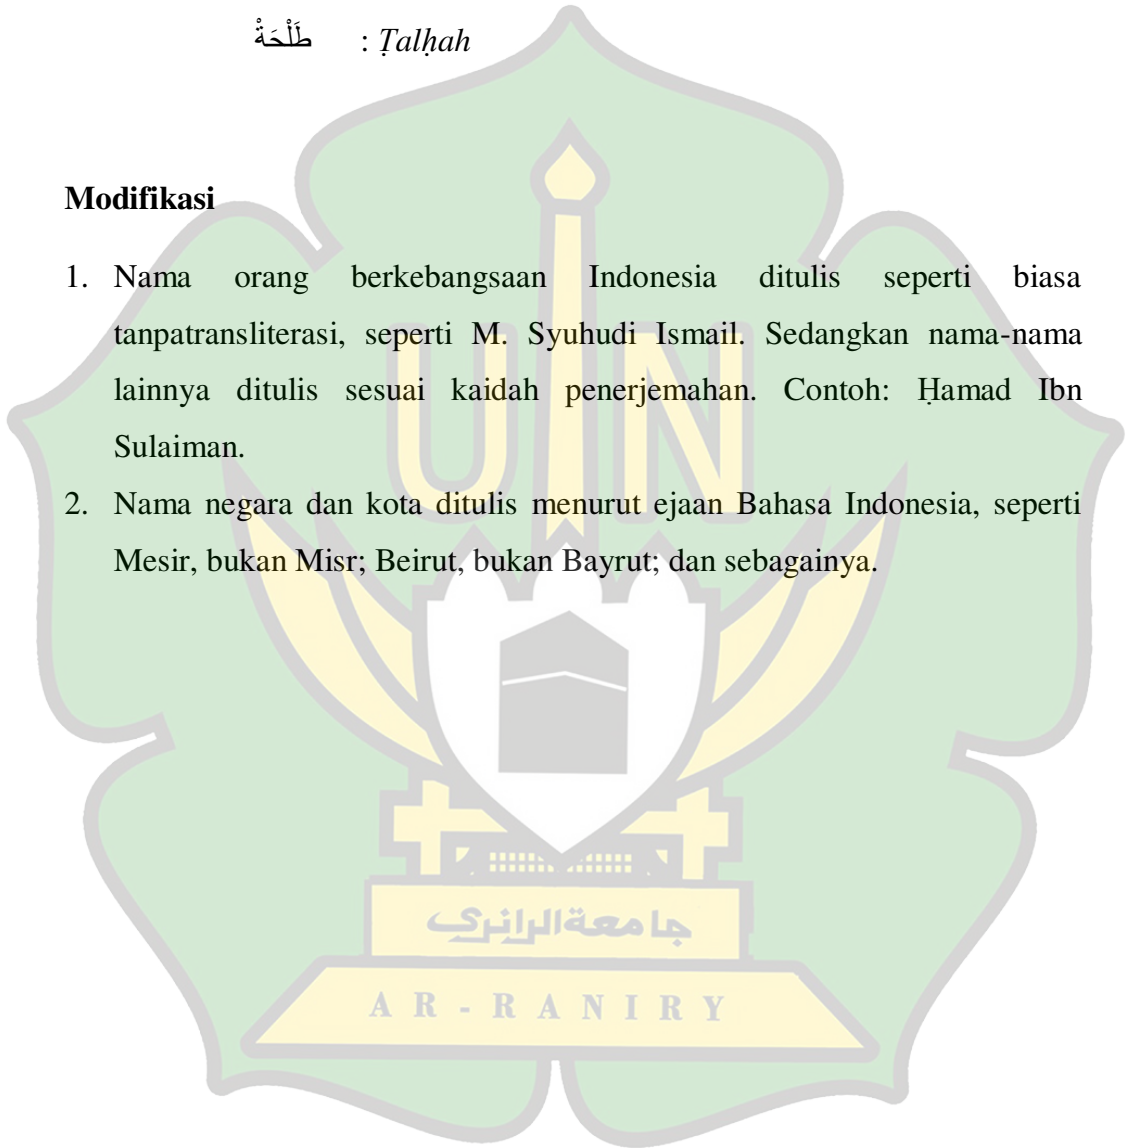 طَلْحَةْ : Ṭalḥah
Modifikasi
1. Nama orang berkebangsaan Indonesia ditulis seperti biasa
tanpatransliterasi, seperti M. Syuhudi Ismail. Sedangkan nama-nama
lainnya ditulis sesuai kaidah penerjemahan. Contoh: Ḥamad Ibn
Sulaiman.
2. Nama negara dan kota ditulis menurut ejaan Bahasa Indonesia, seperti
Mesir, bukan Misr; Beirut, bukan Bayrut; dan sebagainya.
UIN
جامعةالرانري
AR-RANIRY